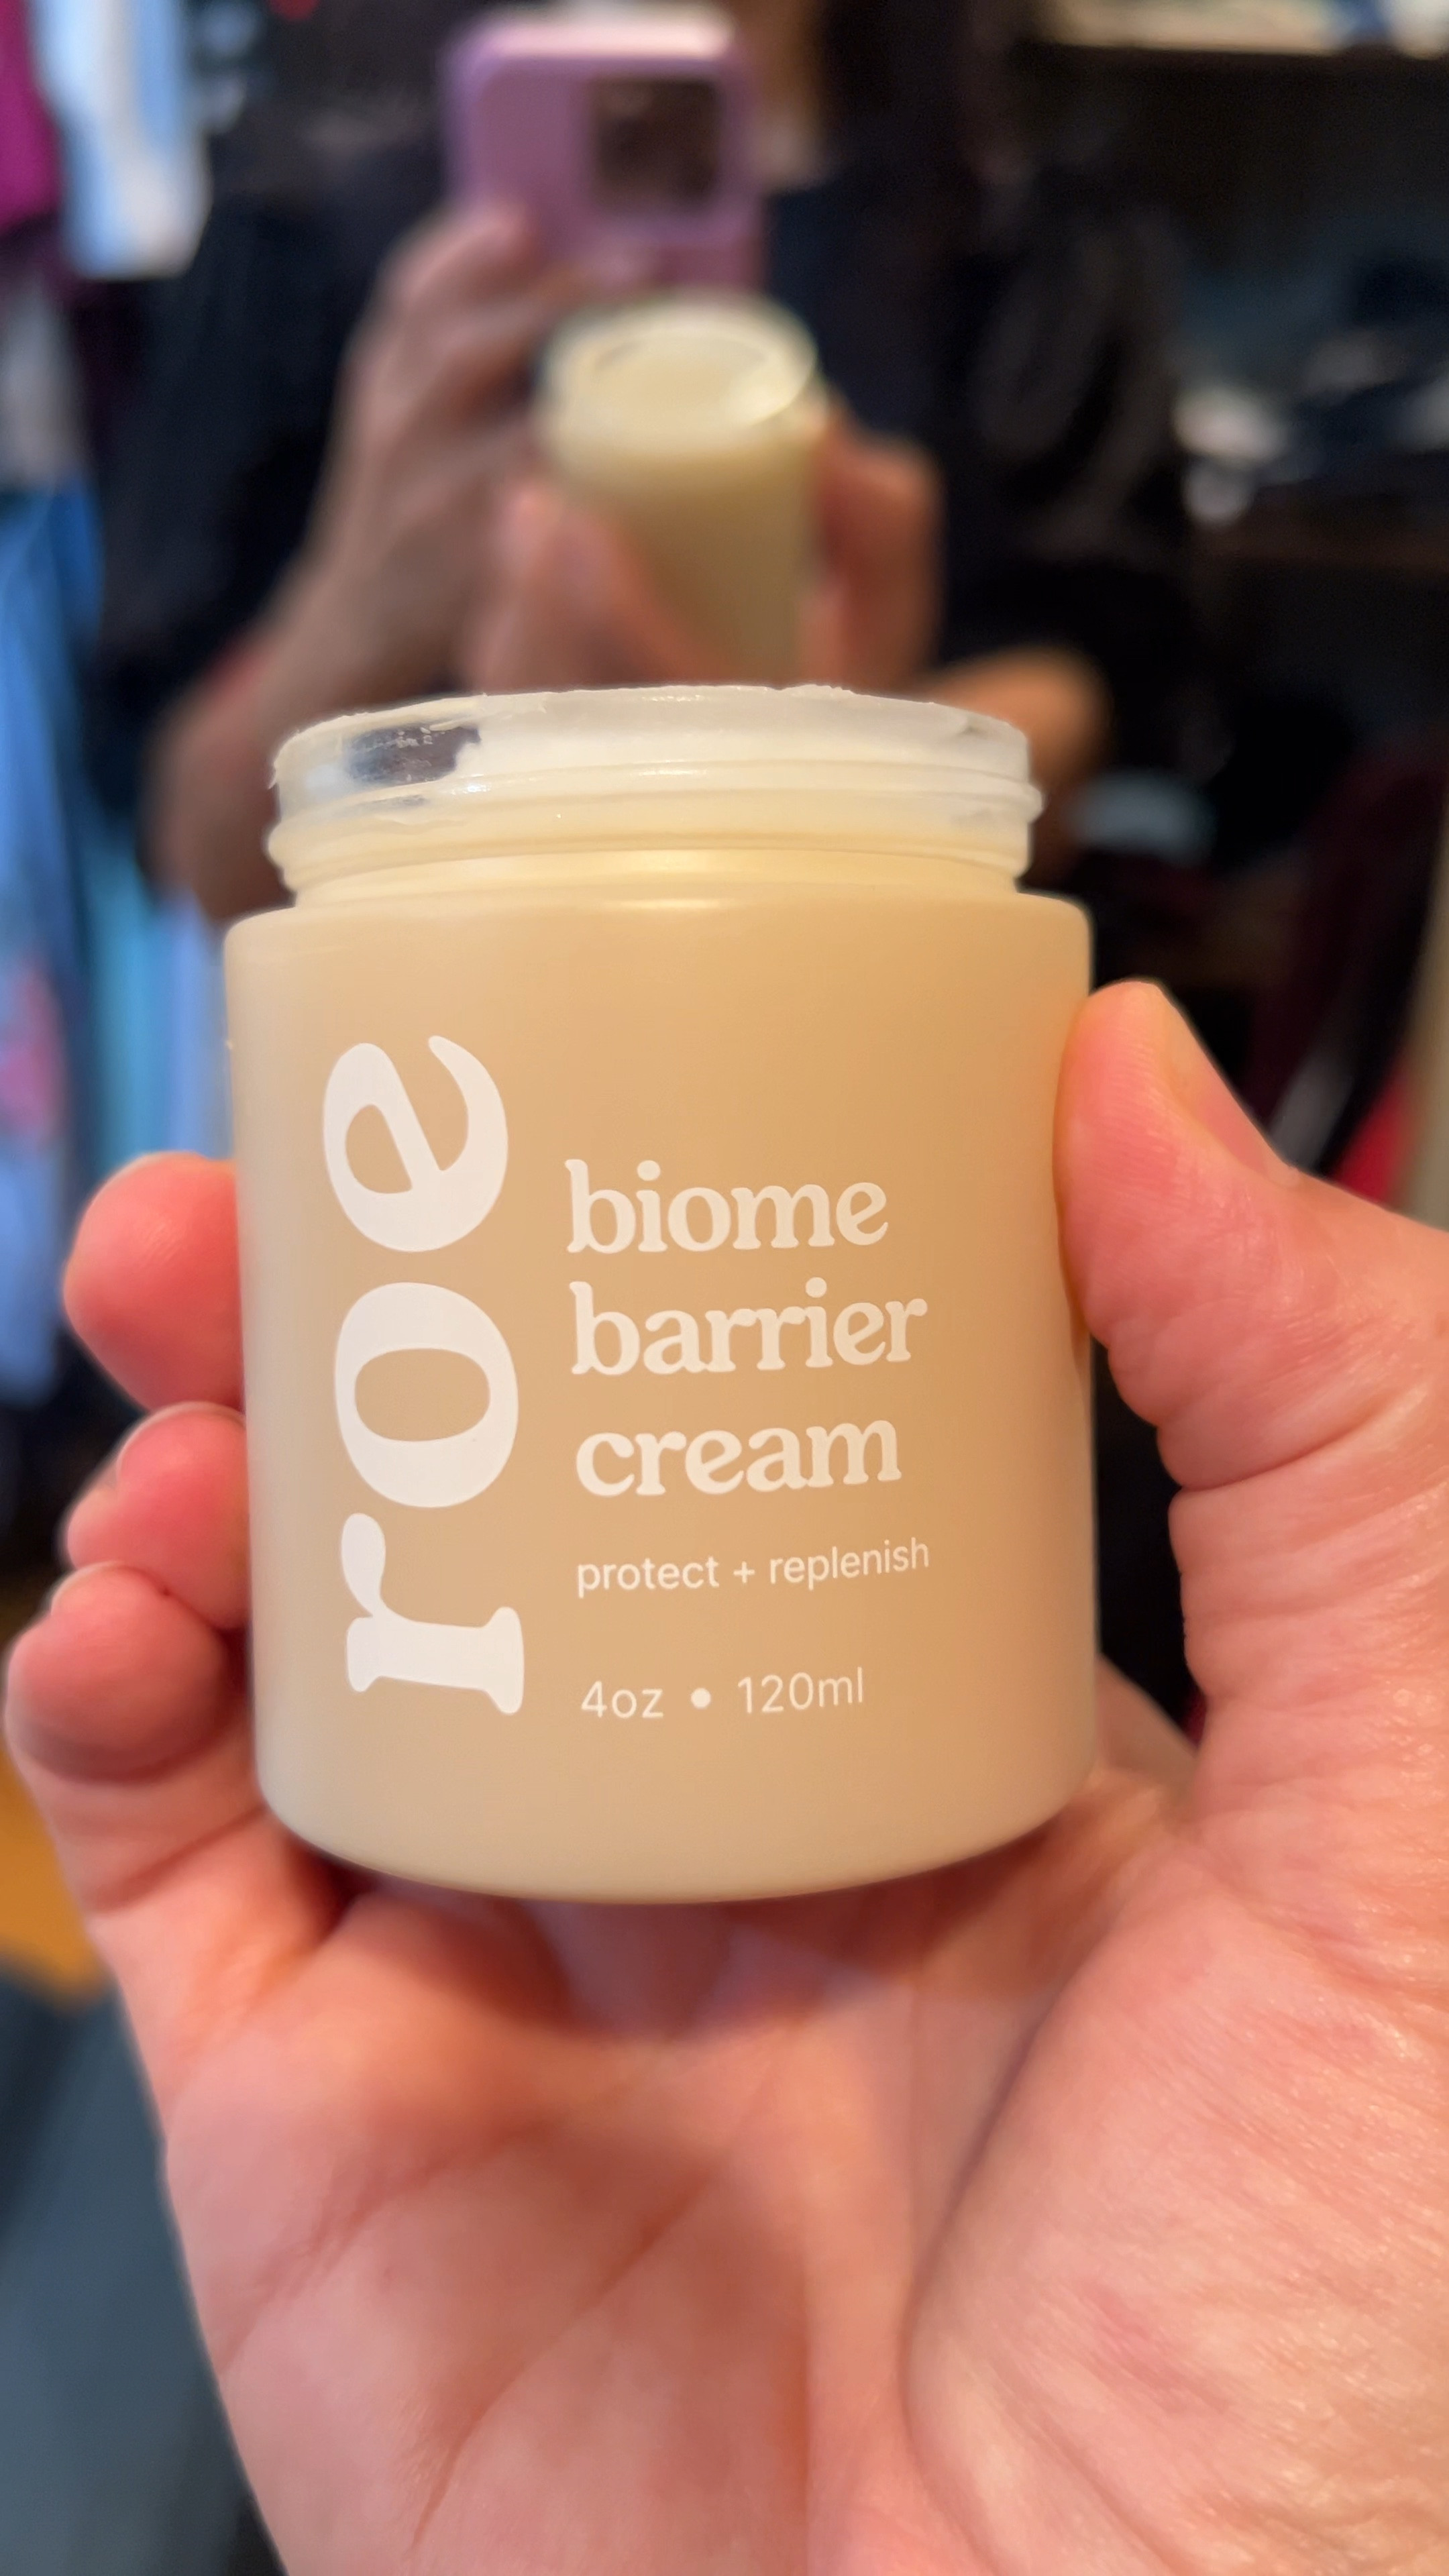 roe
biome
barrier
cream
protect + replenish
4oz • 120ml